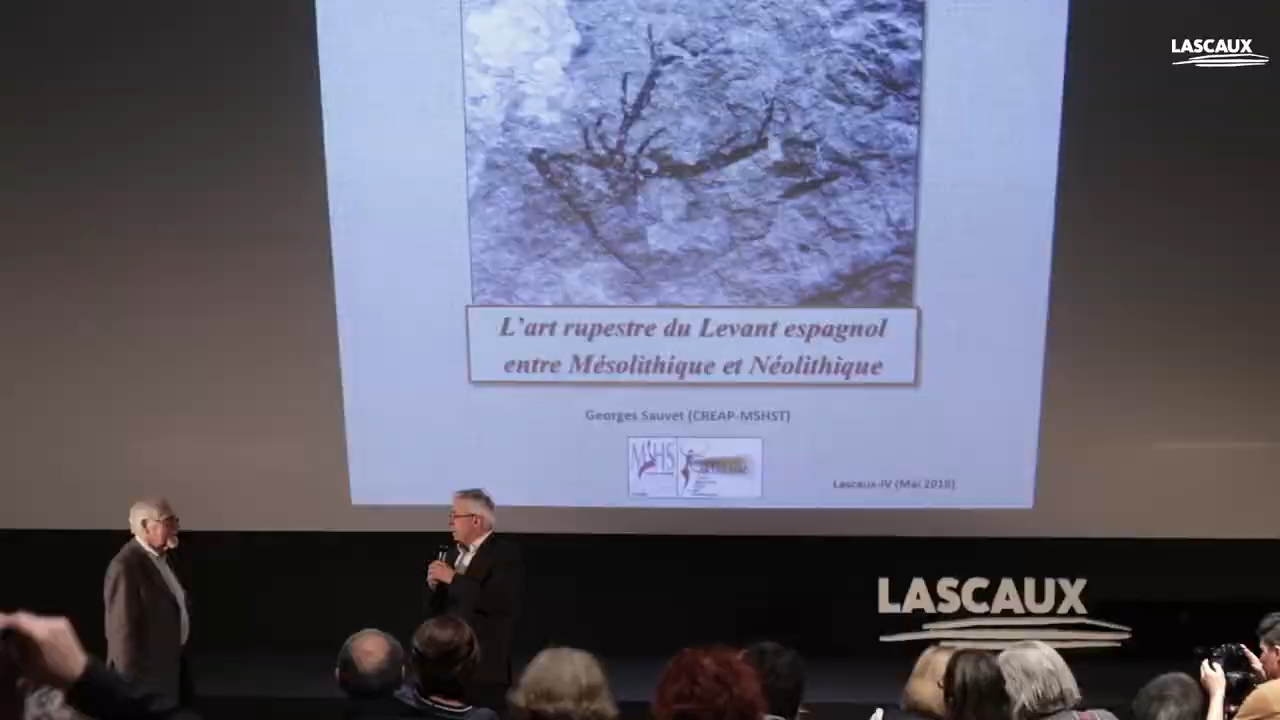 LASCAUX
L'art rupestre du Levant espagnol
entre Mésolithique et Néolithique
Georges Sauvet (CREAP-MSHST)
MSHS
Lascaux-IV (Mai 2018)
LASCAUX